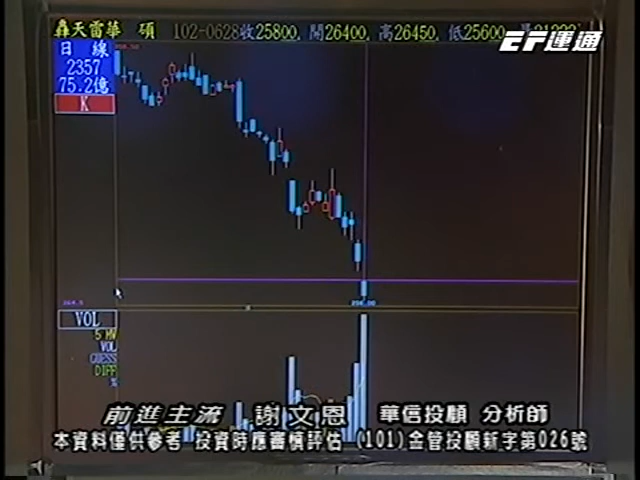 轟天雷華 碩 102-0628收25800, 開26400, 高26450, 低25600
EF運通
日 線
2357
75.2億
K
VOL
5 MV
VOL
GUESS
DIFF
%
前進主流 謝文恩 華信投顧 分析師
本資料僅供參考 投資時應審慎評估 (101)金管投顧新字第026號